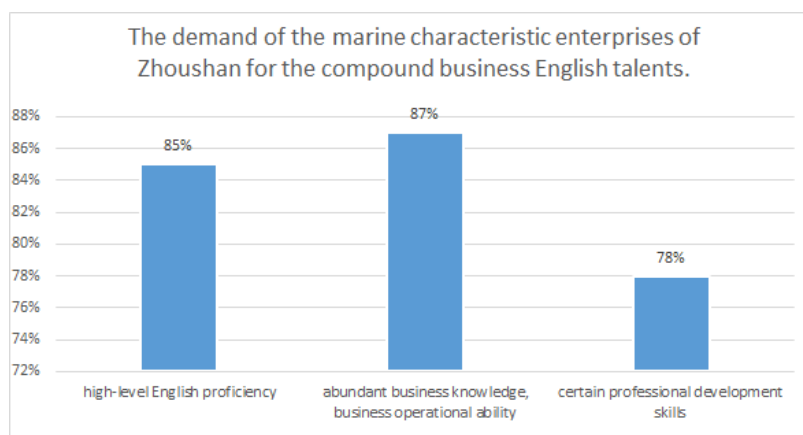 The demand of the marine characteristic enterprises of
Zhoushan for the compound business English talents.
88%
86%
84%
82%
80%
78%
76%
74%
72%
85%
87%
78%
high-level English proficiency
abundant business knowledge,
business operational ability
certain professional development
skills